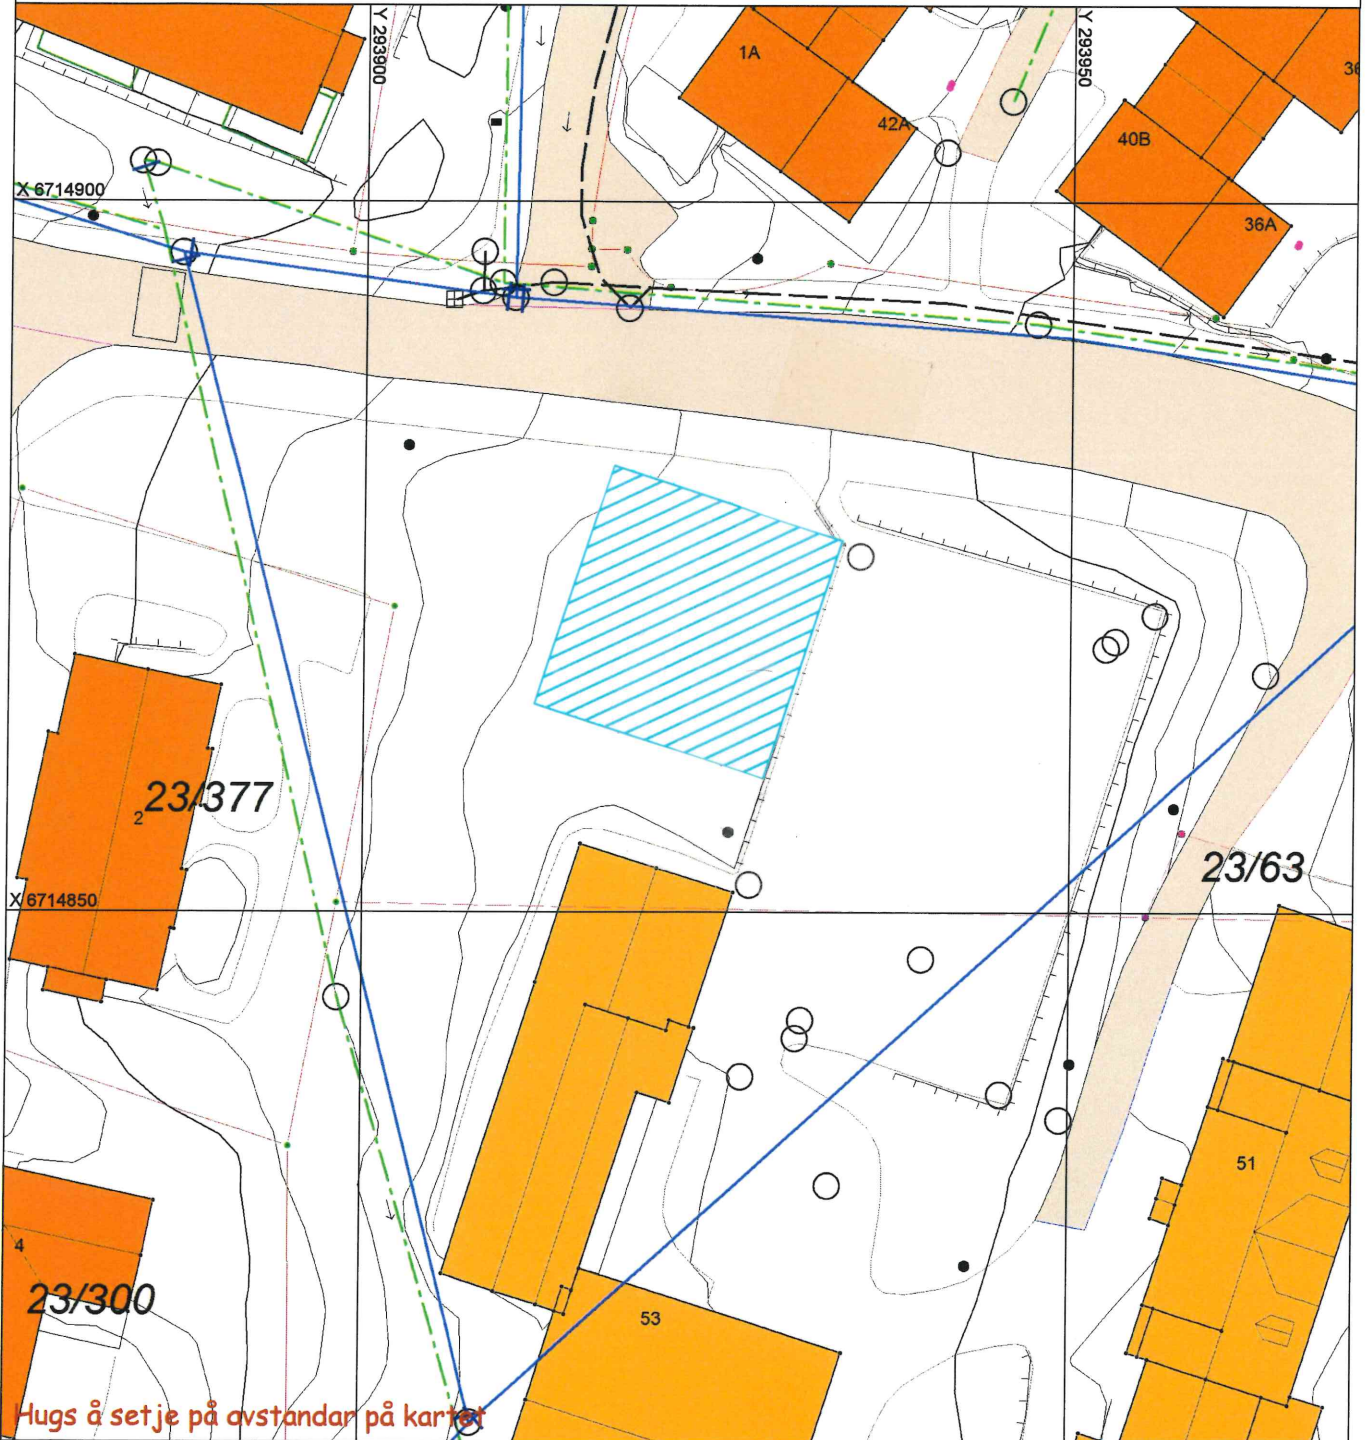 Y 293900
Y 293950
1A
36
42A
40B
X 6714900
36A
23/377
2
23/63
X 6714850
51
4
23/300
53
Hugs å setje på avstandar på kartet